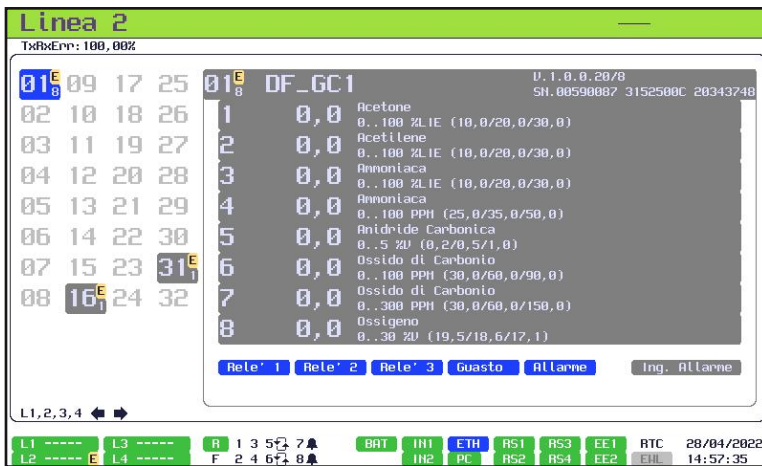 Linea 2
TxRxErr:100,00%
01 E 8 09 17 25
02 10 18 26
03 11 19 27
04 12 20 28
05 13 21 29
06 14 22 30
07 15 23 31 E 1
08 16 E 1 24 32
01 E 8 DF_GC1
V.1.0.0.20/8
SN.00590087 3152500C 20343748
1 0,0 Acetone
0..100 %LIE (10,0/20,0/30,0)
2 0,0 Acetilene
0..100 %LIE (10,0/20,0/30,0)
3 0,0 Ammoniaca
0..100 %LIE (10,0/20,0/30,0)
4 0,0 Ammoniaca
0..100 PPM (25,0/35,0/50,0)
5 0,0 Anidride Carbonica
0..5 %V (0,2/0,5/1,0)
6 0,0 Ossido di Carbonio
0..100 PPM (30,0/60,0/90,0)
7 0,0 Ossido di Carbonio
0..300 PPM (30,0/60,0/150,0)
8 0,0 Ossigeno
0..30 %V (19,5/18,6/17,1)
Rele' 1 Rele' 2 Rele' 3 Guasto Allarme Ing. Allarme
L1,2,3,4
L1 ----- L3 ----- R 1 3 5 7 BAT IN1 ETH RS1 RS3 EE1 RTC 28/04/2022
L2 ----- E L4 ----- F 2 4 6 8 IN2 PC RS2 RS4 EE2 EHL 14:57:35